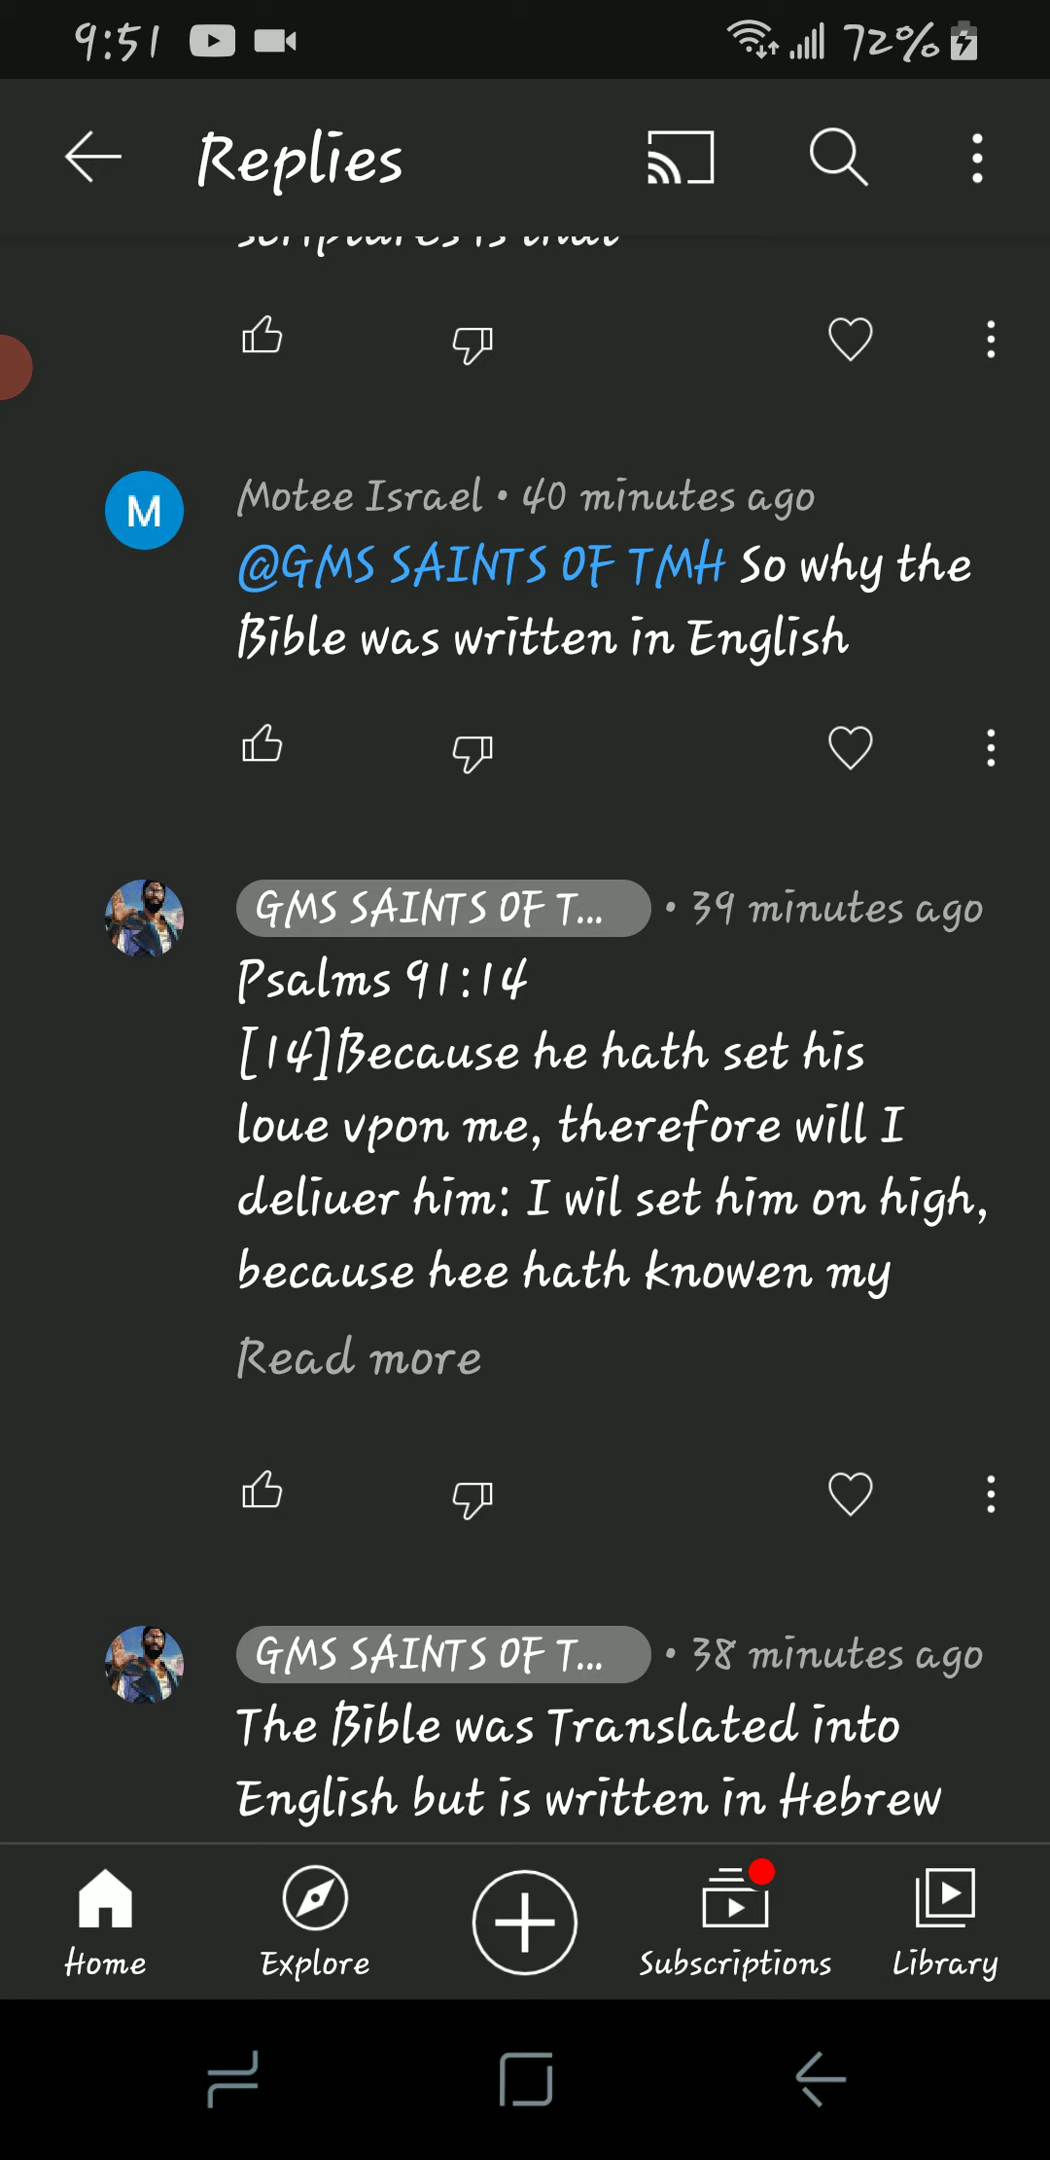 9:51 72%
Replies
scriptures is that
Motee Israel • 40 minutes ago
@GMS SAINTS OF TMH So why the
Bible was written in English
GMS SAINTS OF T... • 39 minutes ago
Psalms 91:14
[14]Because he hath set his
loue vpon me, therefore will I
deliuer him: I wil set him on high,
because hee hath knowen my
Read more
GMS SAINTS OF T... • 38 minutes ago
The Bible was Translated into
English but is written in Hebrew
Home Explore Subscriptions Library